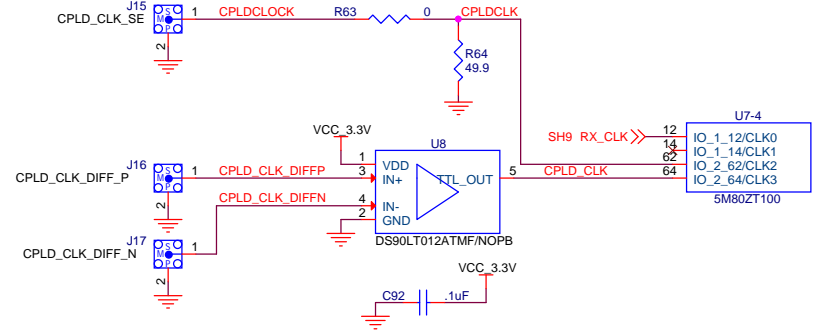 J15
CPLD_CLK_SE
S
M
P
1
2
CPLDCLOCK
R63
0
CPLDCLK
R64
49.9
U7-4
SH9 RX_CLK
12
14
62
64
IO_1_12/CLK0
IO_1_14/CLK1
IO_2_62/CLK2
IO_2_64/CLK3
5M80ZT100
VCC_3.3V
U8
J16
CPLD_CLK_DIFF_P
S
M
P
1
2
CPLD_CLK_DIFFP
CPLD_CLK_DIFFN
1
3
4
2
VDD
IN+
IN-
GND
TTL_OUT
5
CPLD_CLK
DS90LT012ATMF/NOPB
J17
CPLD_CLK_DIFF_N
S
M
P
1
2
VCC_3.3V
C92
.1uF